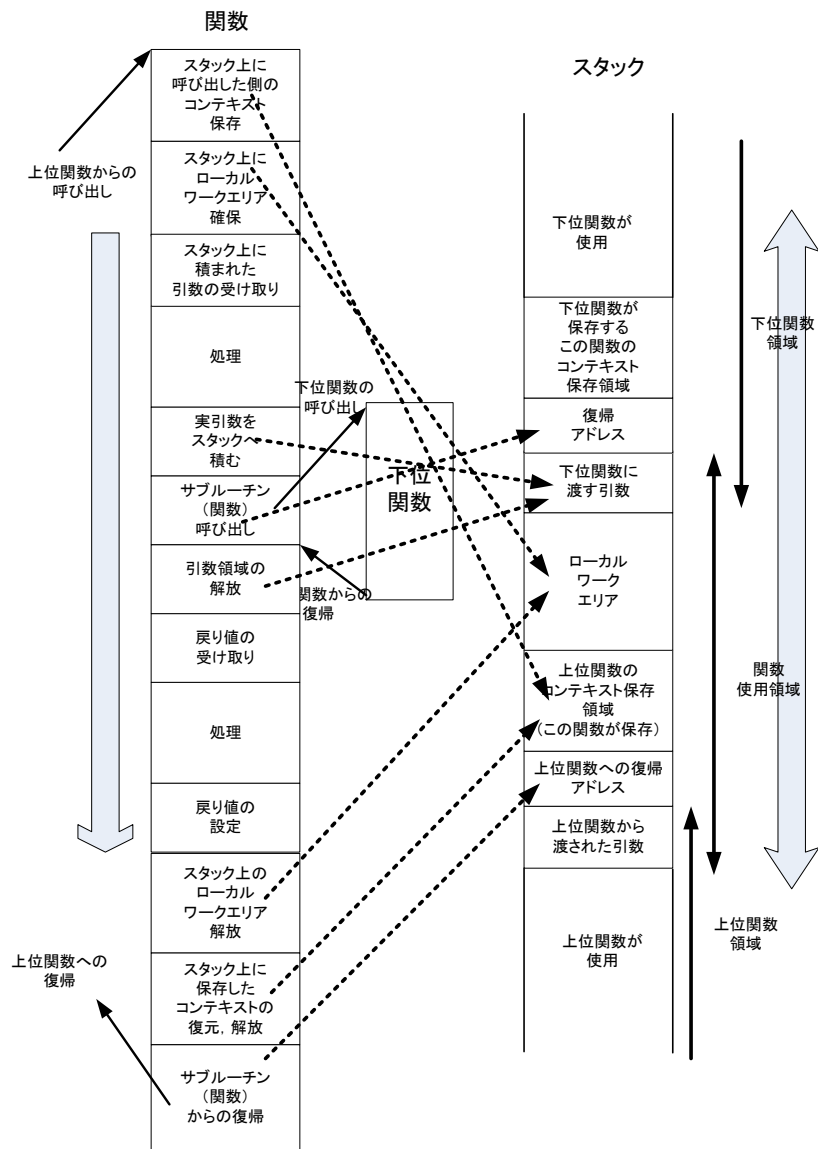 関数
スタック上に
呼び出した側の
コンテキスト
保存
上位関数からの
呼び出し
スタック上に
ローカル
ワークエリア
確保
スタック上に
積まれた
引数の受け取り
処理
下位関数の
呼び出し
実引数を
スタックへ
積む
サブルーチン
（関数）
呼び出し
下位
関数
引数領域の
解放
関数からの
復帰
戻り値の
受け取り
処理
戻り値の
設定
スタック上の
ローカル
ワークエリア
解放
上位関数への
復帰
スタック上に
保存した
コンテキストの
復元，解放
サブルーチン
（関数）
からの復帰
スタック
下位関数が
使用
下位関数が
保存する
この関数の
コンテキスト
保存領域
下位関数
領域
復帰
アドレス
下位関数に
渡す引数
ローカル
ワーク
エリア
上位関数の
コンテキスト保存
領域
（この関数が保存）
関数
使用領域
上位関数への復帰
アドレス
上位関数から
渡された引数
上位関数が
使用
上位関数
領域